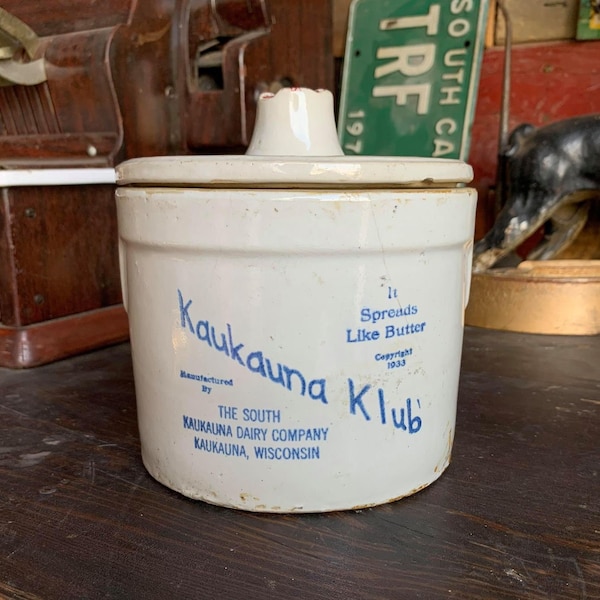 SOUTH CA
TRF
197
It
Spreads
Like Butter
Copyright
1933
Kaukauna Klub
Manufactured
By
THE SOUTH
KAUKAUNA DAIRY COMPANY
KAUKAUNA, WISCONSIN